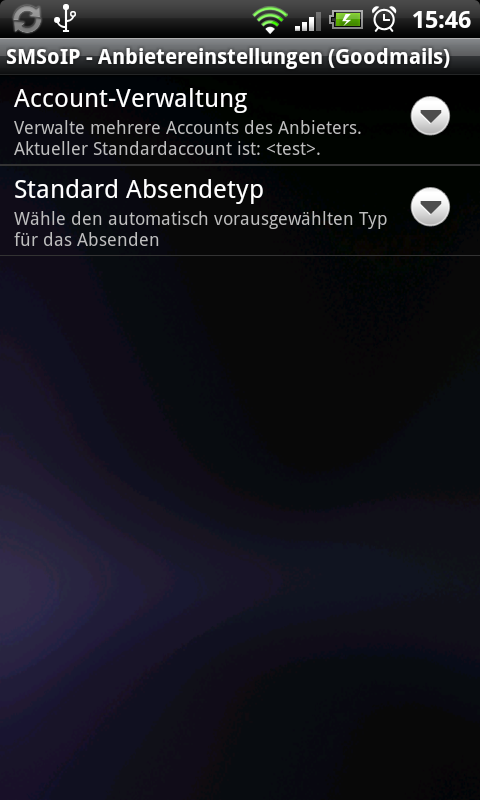 15:46
SMSoIP - Anbietereinstellungen (Goodmails)
Account-Verwaltung
Verwalte mehrere Accounts des Anbieters.
Aktueller Standardaccount ist: <test>.
Standard Absendetyp
Wähle den automatisch vorausgewählten Typ
für das Absenden